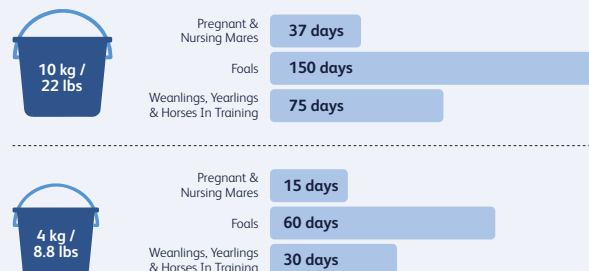 10 kg /
22 lbs
Pregnant &
Nursing Mares
37 days
Foals
150 days
Weanlings, Yearlings
& Horses In Training
75 days
4 kg /
8.8 lbs
Pregnant &
Nursing Mares
15 days
Foals
60 days
Weanlings, Yearlings
& Horses In Training
30 days